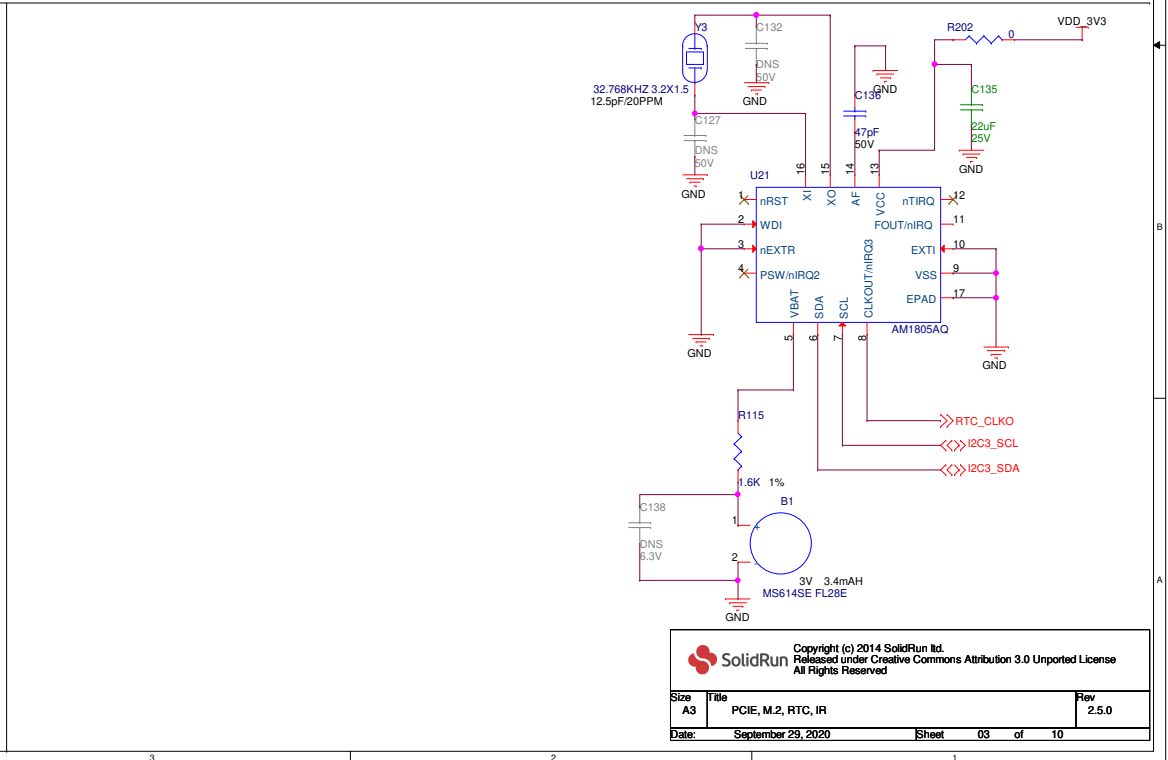 Y3
C132
DNS
50V
GND
32.768KHZ 3.2X1.5
12.5pF/20PPM
C127
DNS
50V
GND
C136
47pF
50V
GND
R202
0
VDD_3V3
C135
22uF
25V
GND
U21
16
15
14
13
XI
XO
AF
VCC
1
nRST
2
WDI
3
nEXTR
4
PSW/nIRQ2
nTIRQ
12
FOUT/nIRQ
11
EXTI
10
VSS
9
EPAD
17
VBAT
SDA
SCL
CLKOUT/nIRQ3
AM1805AQ
5
6
7
8
GND
GND
R115
1.6K 1%
RTC_CLKO
I2C3_SCL
I2C3_SDA
C138
DNS
6.3V
B1
1
+
2
-
3V 3.4mAH
MS614SE FL28E
GND
B
A
SolidRun
Copyright (c) 2014 SolidRun ltd.
Released under Creative Commons Attribution 3.0 Unported License
All Rights Reserved
Size
A3
Title
PCIE, M.2, RTC, IR
Rev
2.5.0
Date:
September 29, 2020
Sheet 03 of 10
3
2
1